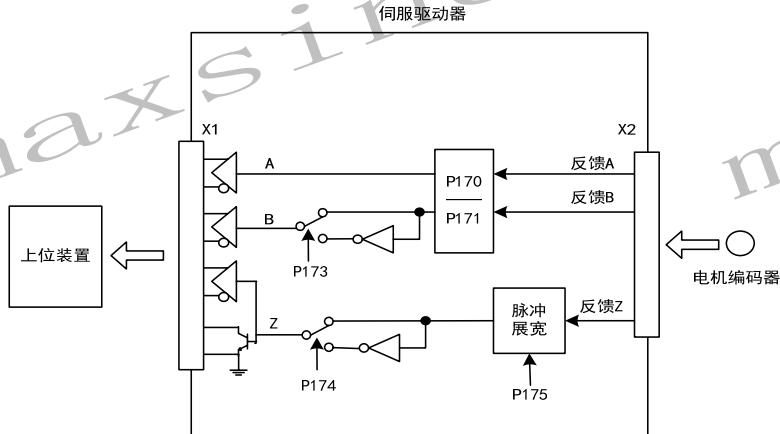 伺服驱动器
maxsine
m
X1
X2
A
反馈A
P170
P171
B
反馈B
P173
上位装置
电机编码器
Z
脉冲
展宽
反馈Z
P174
P175